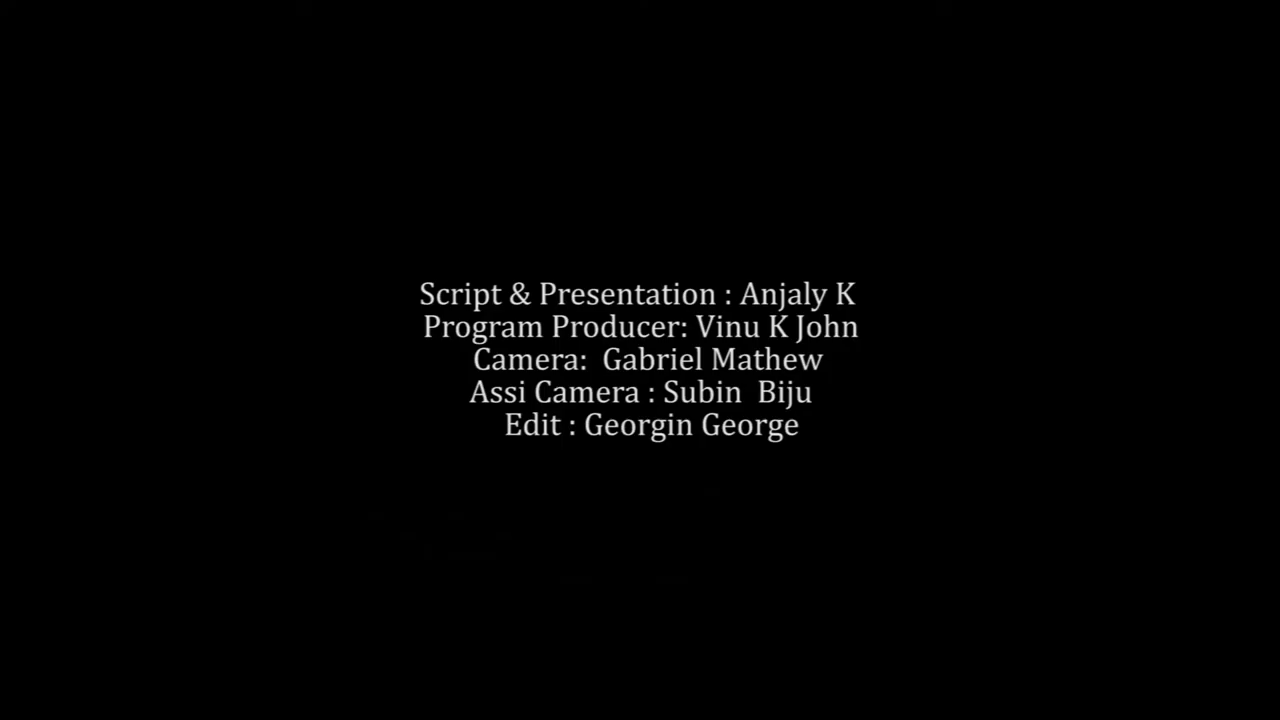 Script & Presentation : Anjaly K
Program Producer: Vinu K John
Camera:  Gabriel Mathew
Assi Camera : Subin  Biju
Edit : Georgin George